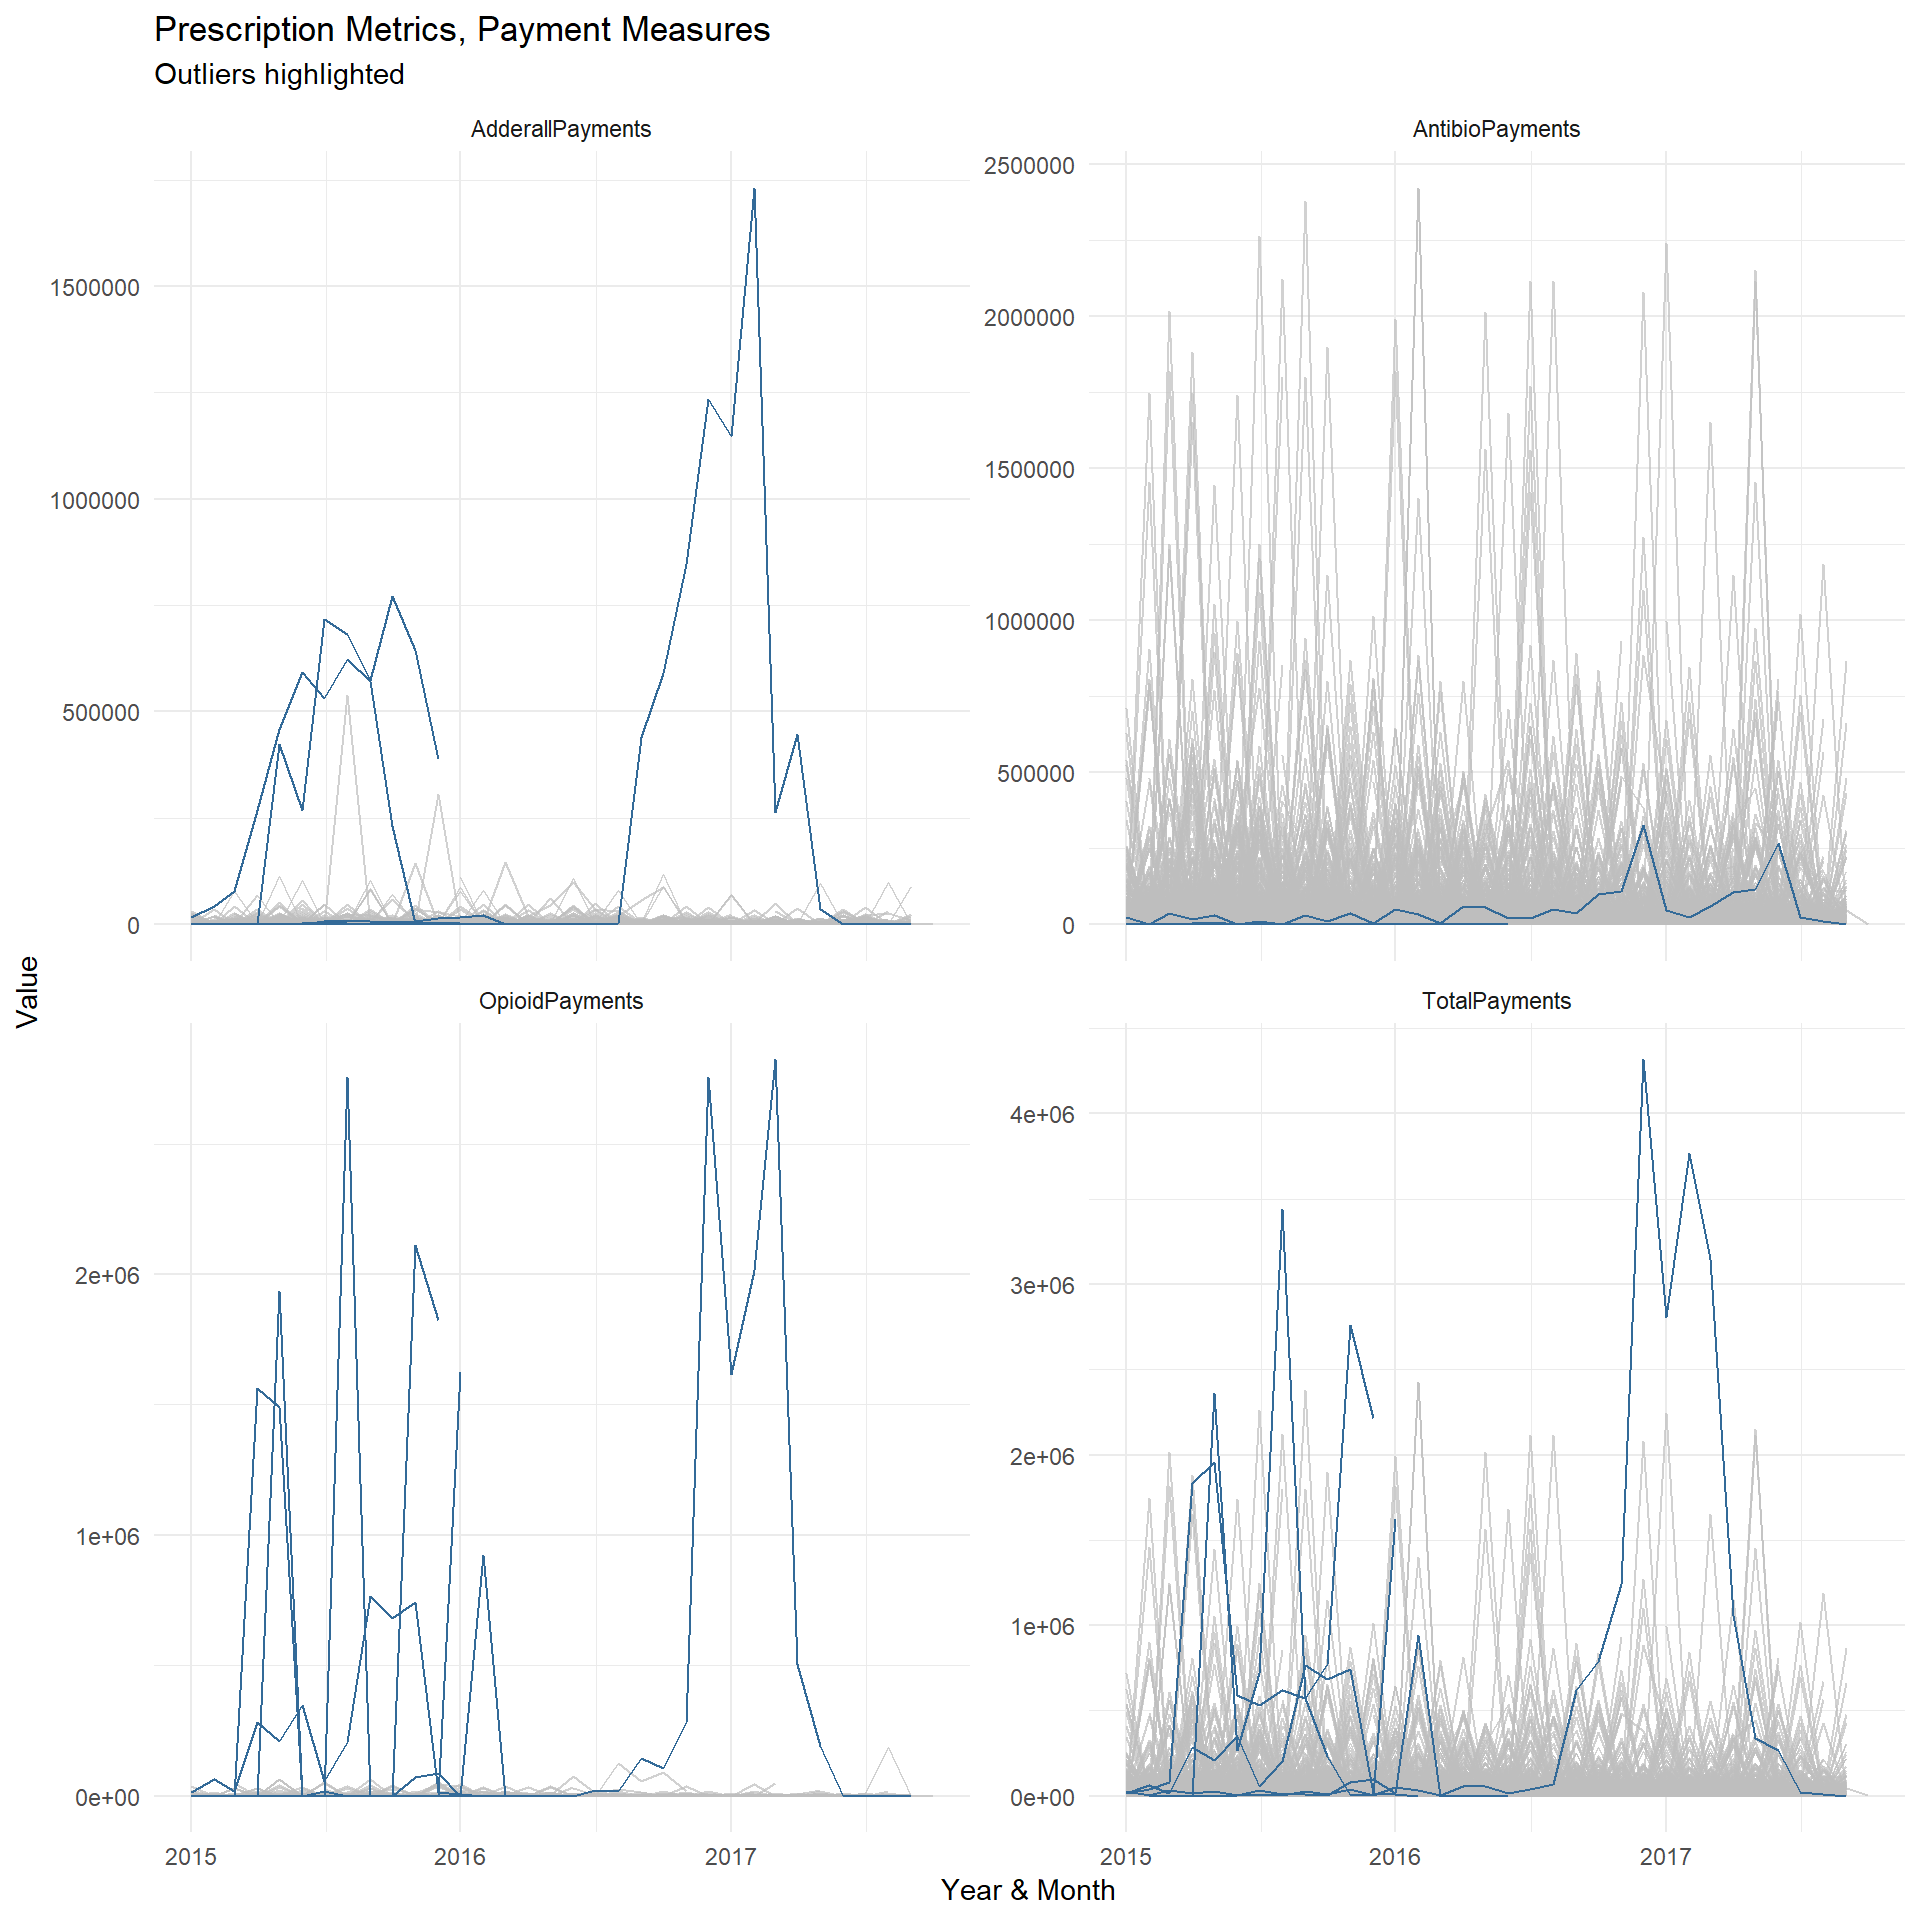 Prescription Metrics, Payment Measures
Outliers highlighted
AdderallPayments
1500000
1000000
500000
0
AntibioPayments
2500000
2000000
1500000
1000000
500000
0
Value
OpioidPayments
2e+06
1e+06
0e+00
2015 2016 2017
TotalPayments
4e+06
3e+06
2e+06
1e+06
0e+00
2015 2016 2017
Year & Month